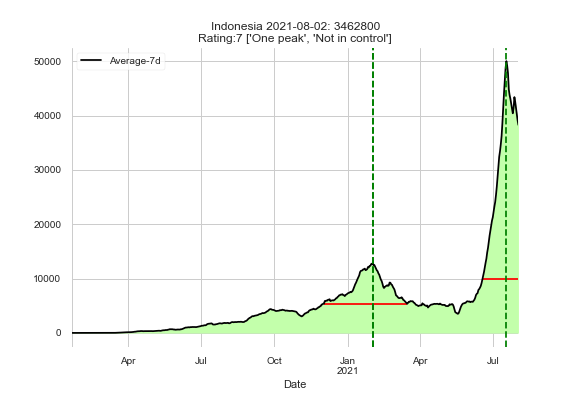 Indonesia 2021-08-02: 3462800
Rating:7 ['One peak', 'Not in control']
Average-7d
50000
40000
30000
20000
10000
0
Apr
Jul
Oct
Jan
2021
Apr
Jul
Date